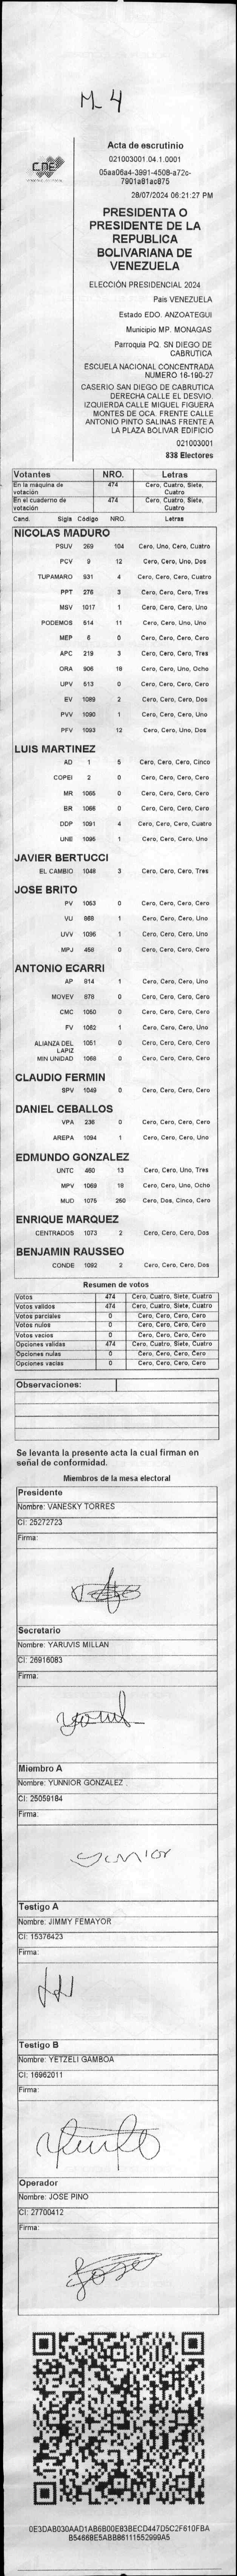 M-4
CNE
Acta de escrutinio
021003001.04.1.0001
05aa06a4-3991-4508-a72c-
7901a81ac875
28/07/2024 06:21:27 PM
PRESIDENTA O
PRESIDENTE DE LA
REPUBLICA
BOLIVARIANA DE
VENEZUELA
ELECCIÓN PRESIDENCIAL 2024
País VENEZUELA
Estado EDO. ANZOATEGUI
Municipio MP. MONAGAS
Parroquia PQ. SN DIEGO DE
CABRUTICA
ESCUELA NACIONAL CONCENTRADA
NUMERO 16-190-27
CASERIO SAN DIEGO DE CABRUTICA
DERECHA CALLE EL DESVIO.
IZQUIERDA CALLE MIGUEL FIGUERA
MONTES DE OCA. FRENTE CALLE
ANTONIO PINTO SALINAS FRENTE A
LA PLAZA BOLIVAR EDIFICIO
021003001
838 Electores
Votantes NRO. Letras
En la máquina de votación 474 Cero, Cuatro, Siete, Cuatro
En el cuaderno de votación 474 Cero, Cuatro, Siete, Cuatro
Cand. Sigla Código NRO. Letras
NICOLAS MADURO
PSUV 269 104 Cero, Uno, Cero, Cuatro
PCV 9 12 Cero, Cero, Uno, Dos
TUPAMARO 931 4 Cero, Cero, Cero, Cuatro
PPT 276 3 Cero, Cero, Cero, Tres
MSV 1017 1 Cero, Cero, Cero, Uno
PODEMOS 514 11 Cero, Cero, Uno, Uno
MEP 6 0 Cero, Cero, Cero, Cero
APC 219 3 Cero, Cero, Cero, Tres
ORA 906 18 Cero, Cero, Uno, Ocho
UPV 513 0 Cero, Cero, Cero, Cero
EV 1089 2 Cero, Cero, Cero, Dos
PVV 1090 1 Cero, Cero, Cero, Uno
PFV 1093 12 Cero, Cero, Uno, Dos
LUIS MARTINEZ
AD 1 5 Cero, Cero, Cero, Cinco
COPEI 2 0 Cero, Cero, Cero, Cero
MR 1065 0 Cero, Cero, Cero, Cero
BR 1066 0 Cero, Cero, Cero, Cero
DDP 1091 4 Cero, Cero, Cero, Cuatro
UNE 1095 1 Cero, Cero, Cero, Uno
JAVIER BERTUCCI
EL CAMBIO 1048 3 Cero, Cero, Cero, Tres
JOSE BRITO
PV 1053 0 Cero, Cero, Cero, Cero
VU 868 1 Cero, Cero, Cero, Uno
UVV 1096 1 Cero, Cero, Cero, Uno
MPJ 458 0 Cero, Cero, Cero, Cero
ANTONIO ECARRI
AP 814 1 Cero, Cero, Cero, Uno
MOVEV 878 0 Cero, Cero, Cero, Cero
CMC 1050 0 Cero, Cero, Cero, Cero
FV 1062 1 Cero, Cero, Cero, Uno
ALIANZA DEL LAPIZ 1051 0 Cero, Cero, Cero, Cero
MIN UNIDAD 1068 0 Cero, Cero, Cero, Cero
CLAUDIO FERMIN
SPV 1049 0 Cero, Cero, Cero, Cero
DANIEL CEBALLOS
VPA 236 0 Cero, Cero, Cero, Cero
AREPA 1094 1 Cero, Cero, Cero, Uno
EDMUNDO GONZALEZ
UNTC 460 13 Cero, Cero, Uno, Tres
MPV 1069 18 Cero, Cero, Uno, Ocho
MUD 1075 250 Cero, Dos, Cinco, Cero
ENRIQUE MARQUEZ
CENTRADOS 1073 2 Cero, Cero, Cero, Dos
BENJAMIN RAUSSEO
CONDE 1092 2 Cero, Cero, Cero, Dos
Resumen de votos
Votos 474 Cero, Cuatro, Siete, Cuatro
Votos validos 474 Cero, Cuatro, Siete, Cuatro
Votos parciales 0 Cero, Cero, Cero, Cero
Votos nulos 0 Cero, Cero, Cero, Cero
Votos vacios 0 Cero, Cero, Cero, Cero
Opciones validas 474 Cero, Cuatro, Siete, Cuatro
Opciones nulas 0 Cero, Cero, Cero, Cero
Opciones vacias 0 Cero, Cero, Cero, Cero
Observaciones:
Se levanta la presente acta la cual firman en
señal de conformidad.
Miembros de la mesa electoral
Presidente
Nombre: VANESKY TORRES
CI: 25272723
Firma:
Secretario
Nombre: YARUVIS MILLAN
CI: 26916083
Firma:
Miembro A
Nombre: YUNNIOR GONZALEZ
CI: 25059184
Firma:
Testigo A
Nombre: JIMMY FEMAYOR
CI: 15376423
Firma:
Testigo B
Nombre: YETZELI GAMBOA
CI: 16962011
Firma:
Operador
Nombre: JOSE PINO
CI: 27700412
Firma:
0E3DAB030AAD1AB6B00E83BECD447D5C2F610FBA
B54668E5ABB86111552999A5